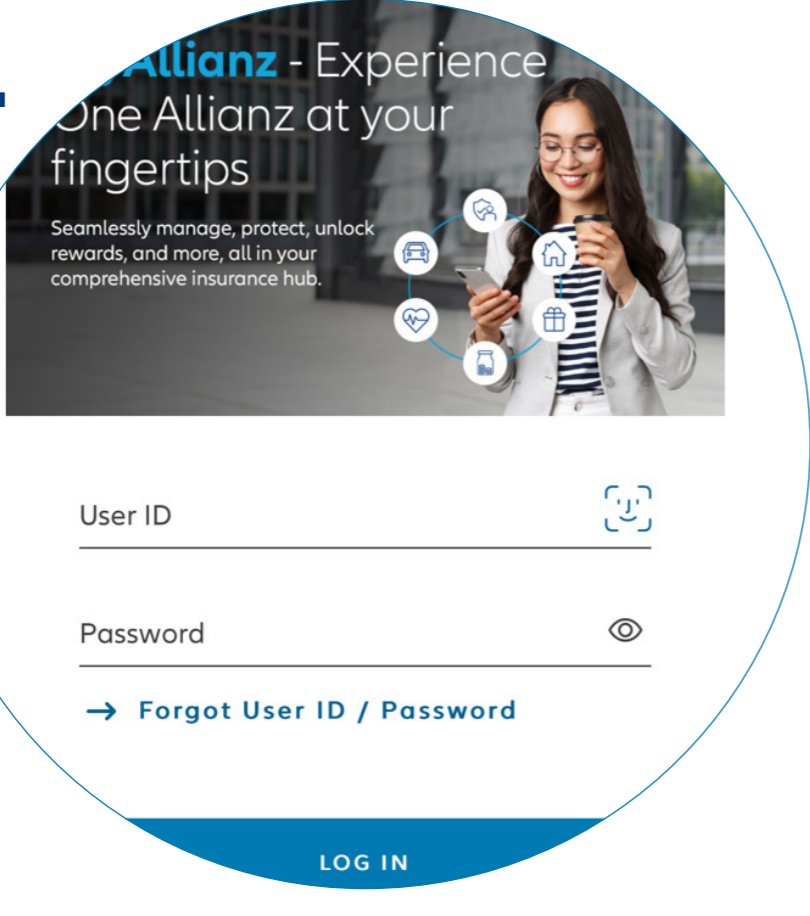 Allianz - Experience
One Allianz at your
fingertips
Seamlessly manage, protect, unlock
rewards, and more, all in your
comprehensive insurance hub.
User ID
Password
→ Forgot User ID / Password
LOG IN